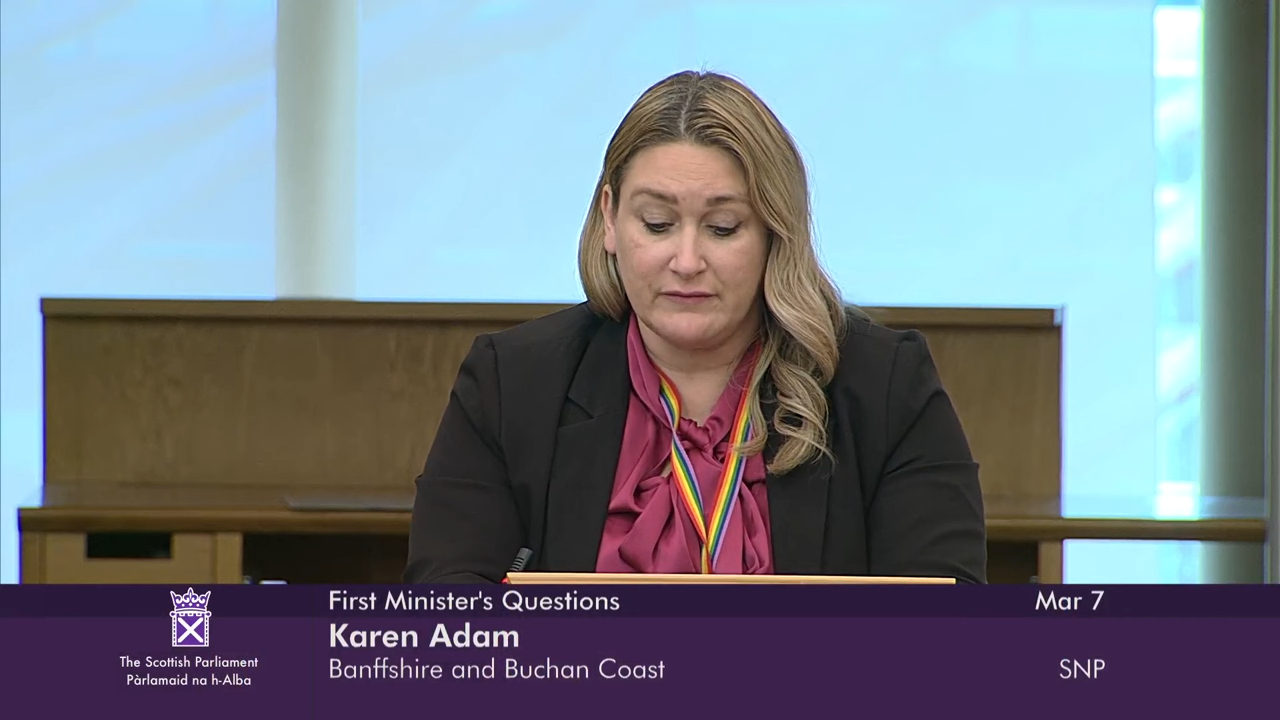 First Minister's Questions
Mar 7
Karen Adam
Banffshire and Buchan Coast
SNP
The Scottish Parliament
Pàrlamaid na h-Alba